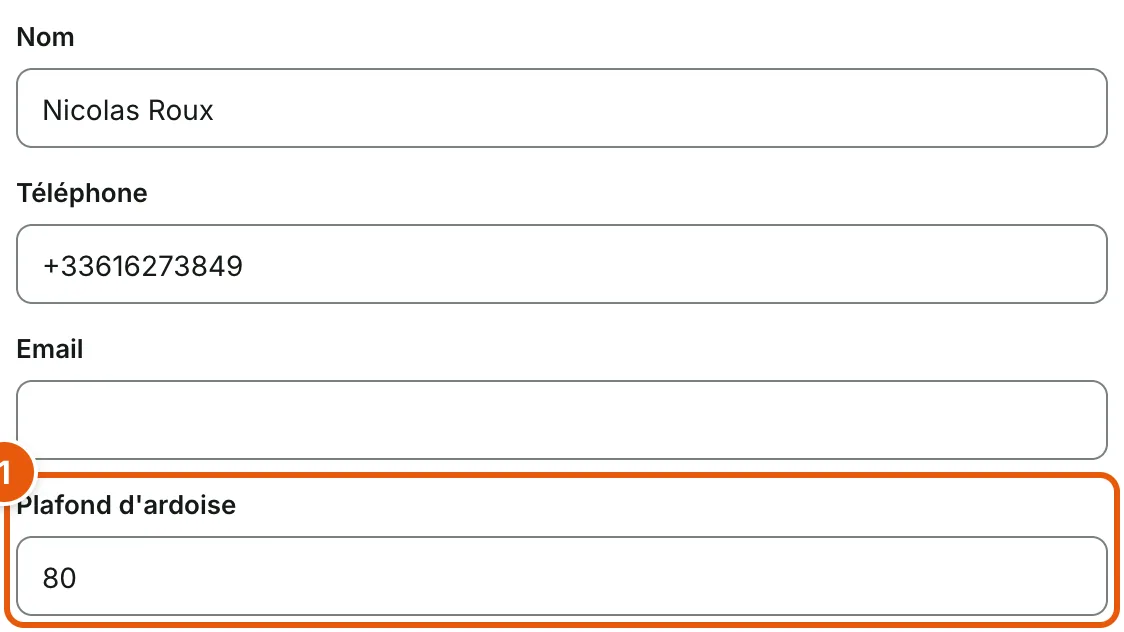 Nom
Nicolas Roux
Téléphone
+33616273849
Email
1
Plafond d'ardoise
80